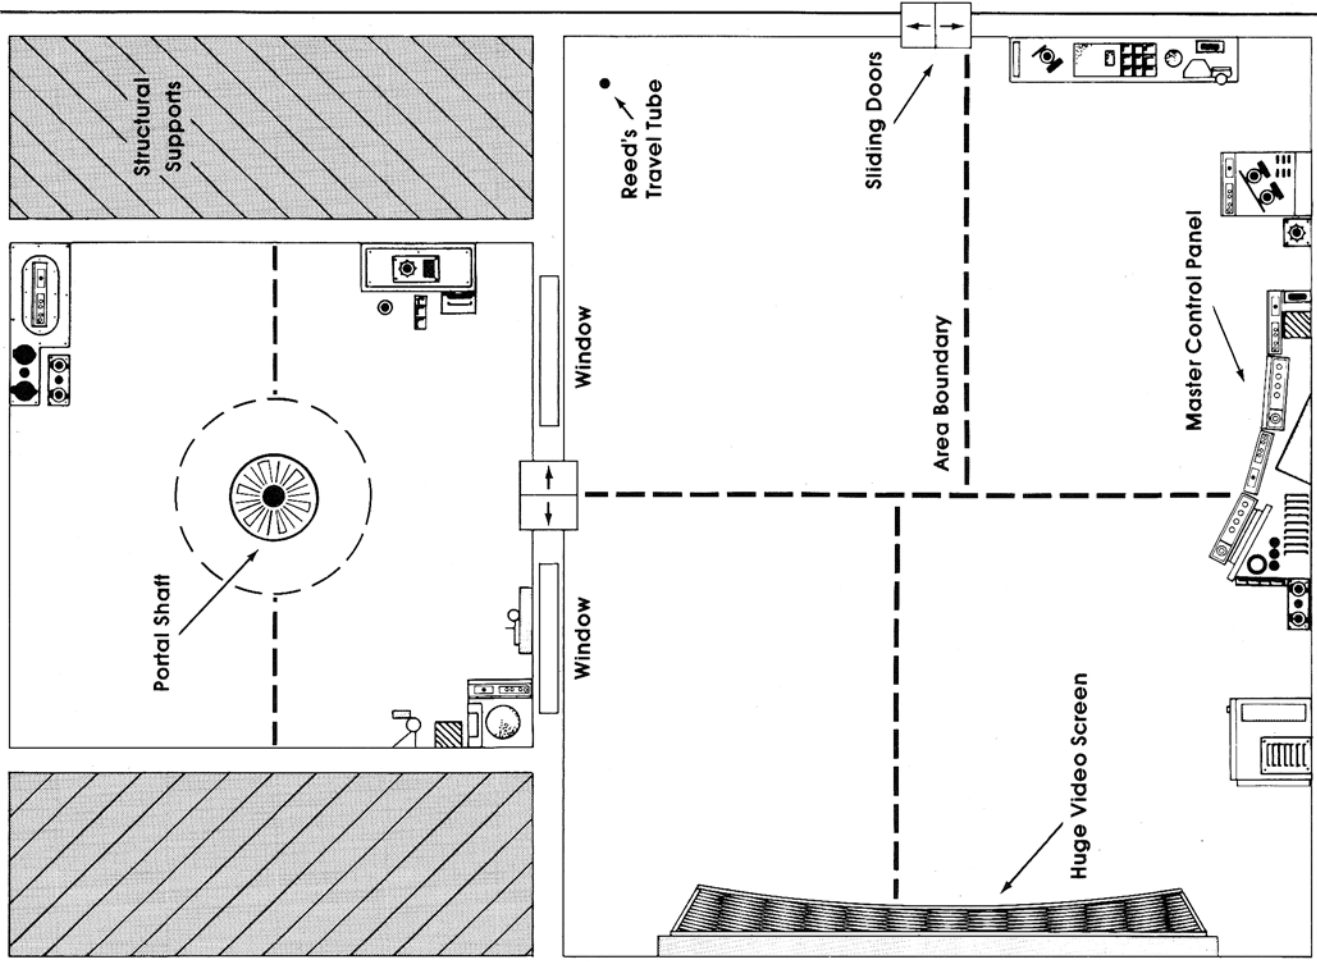 Structural
Supports
Reed's
Travel Tube
Sliding Doors
Portal Shaft
Window
Window
Area Boundary
Master Control Panel
Huge Video Screen